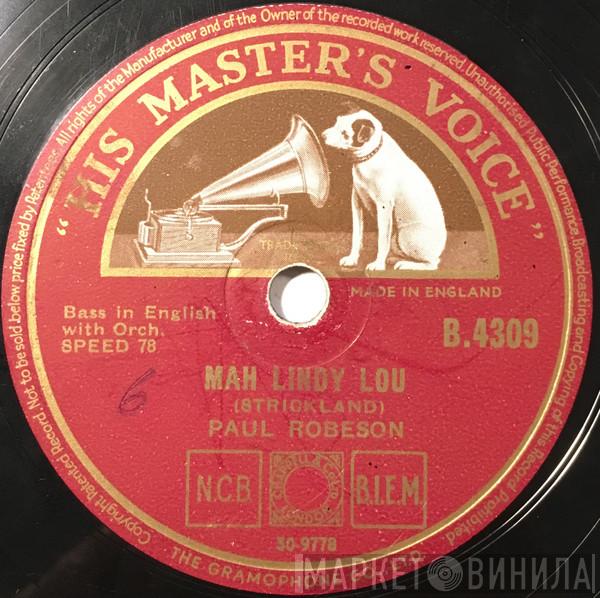 Copyright Patented Record. Not to be sold below price fixed by Patentees. All rights of the Manufacturer and of the Owner of the recorded work reserved. Unauthorised Public Performance, Broadcasting and Copying of this Record Prohibited.
"HIS MASTER'S VOICE"
MADE IN ENGLAND
Bass in English
with Orch.
SPEED 78
B.4309
6
MAH LINDY LOU
(STRICKLAND)
PAUL ROBESON
N.C.B.
B.I.E.M.
30-9778
THE GRAMOPHONE CO.
МАРКЕТ ВИНИЛА